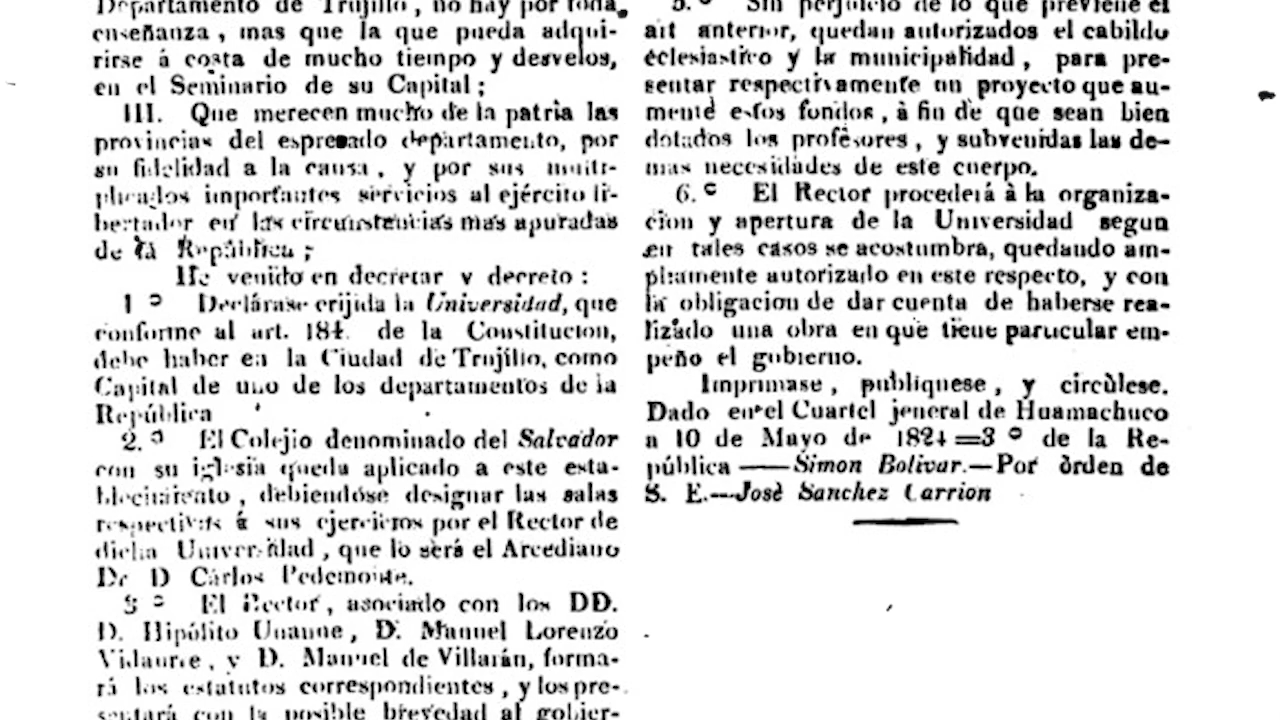 Departamento de Trujillo, no hay por toda
enseñanza, mas que la que pueda adqui-
rirse á costa de mucho tiempo y desvelos,
en el Seminario de su Capital;
III. Que merecen mucho de la patria las
provincias del espresado departamento, por
su fidelidad a la causa, y por sus multi-
plicados importantes servicios al ejército li-
bertador en las circunstancias mas apuradas
de la República;
He venido en decretar y decreto:
1º Declárase erijida la Universidad, que
conforme al art. 184. de la Constitucion,
debe haber en la Ciudad de Trujillo, como
Capital de uno de los departamentos de la
República
2.ª El Colejio denominado del Salvador
con su iglesia queda aplicado a este esta-
blecimiento, debiendose designar las salas
respectivas á sus ejercicios por el Rector de
dicha Universidad, que lo será el Arcediano
Dr D Cárlos Pedemonte.
3º El Rector, asociado con los DD.
D. Hipólito Unanue, D. Manuel Lorenzo
Vidaurre, y D. Manuel de Villarán, forma-
rá los estatutos correspondientes, y los pre-
sentará con la posible brevedad al gobier-
5.º Sin perjuicio de lo que previene el
art anterior, quedan autorizados el cabildo
eclesiastico y la municipalidad, para pre-
sentar respectivamente un proyecto que au-
mente estos fondos, à fin de que sean bien
dotados los profesores, y subvenidas las de-
mas necesidades de este cuerpo.
6.º El Rector procederá à la organiza-
cion y apertura de la Universidad segun
en tales casos se acostumbra, quedando am-
pliamente autorizado en este respecto, y con
la obligacion de dar cuenta de haberse rea-
lizado una obra en que tiene particular em-
peño el gobierno.
Imprimase, publiquese, y circùlese.
Dado en el Cuartel jeneral de Huamachuco
a 10 de Mayo de 1824=3º de la Re-
pública — Simon Bolivar.—Por òrden de
S. E.—Josè Sanchez Carrion